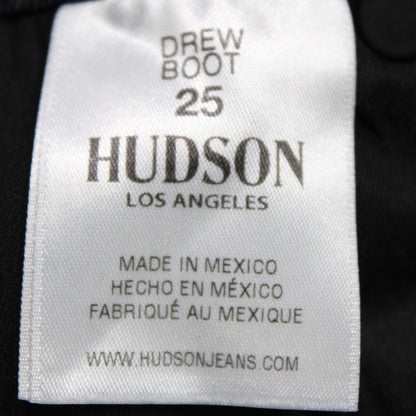 DREW
BOOT
25
HUDSON
LOS ANGELES
MADE IN MEXICO
HECHO EN MÉXICO
FABRIQUÉ AU MEXIQUE
WWW.HUDSONJEANS.COM